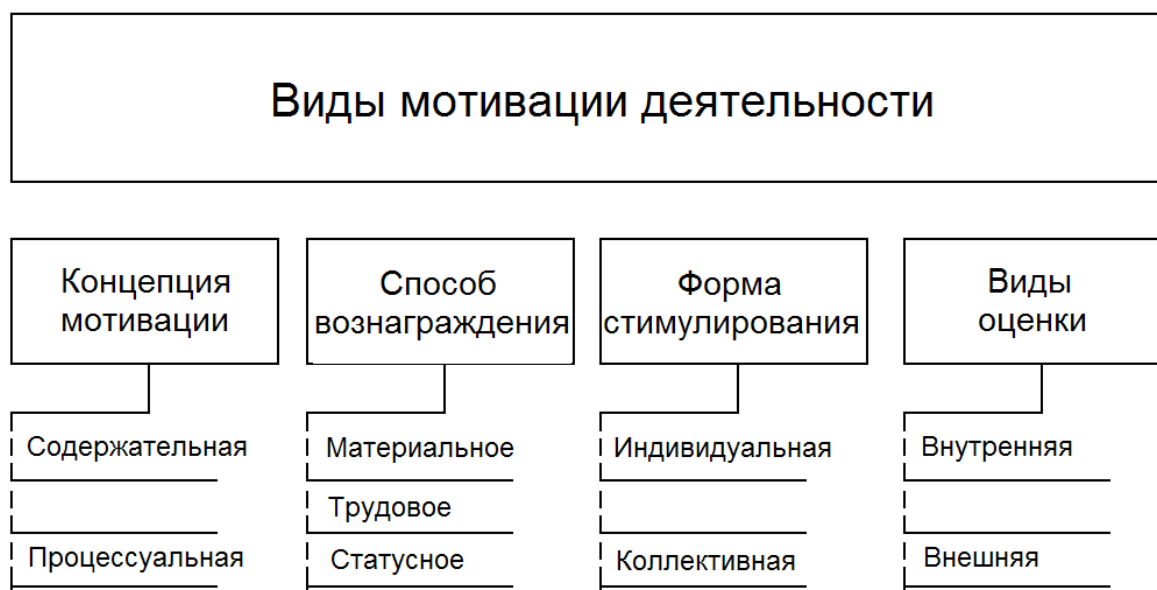 Виды мотивации деятельности
Концепция
мотивации
Способ
вознаграждения
Форма
стимулирования
Виды
оценки
Содержательная
Процессуальная
Материальное
Трудовое
Статусное
Индивидуальная
Коллективная
Внутренняя
Внешняя